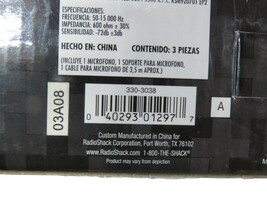 ESPECIFICACIONES
FRECUENCIA: 50-15 000 Hz
IMPEDANCIA: 600 ohm ± 30%
SENSIBILIDAD: -72db ±3db
HECHO EN: CHINA CONTENIDO: 3 PIEZAS
(INCLUYE 1 MICROFONO, 1 SOPORTE PARA MICROFONO,
1 CABLE PARA MICROFONO DE 3,5 m APROX.)
03A08
330-3038
0 40293 01297 7
A
Custom Manufactured in China for
RadioShack Corporation, Fort Worth, TX 76102
www.RadioShack.com 1-800-THE-SHACK®
Product may vary from depiction.